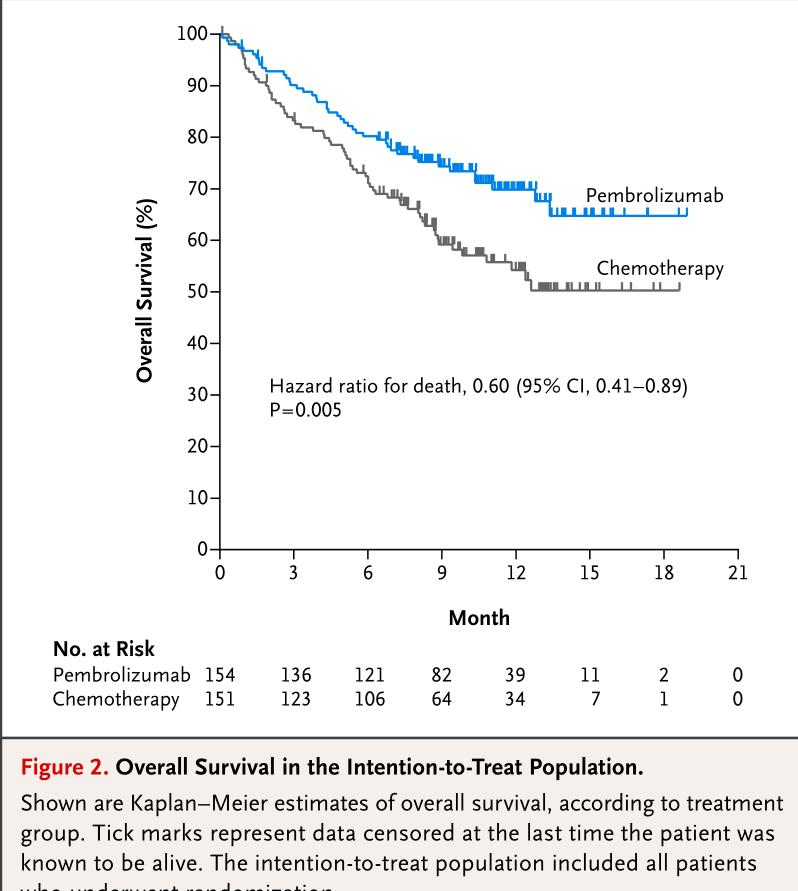 100
90
80
70
60
50
40
30
20
10
0
Overall Survival (%)
Pembrolizumab
Chemotherapy
Hazard ratio for death, 0.60 (95% CI, 0.41–0.89)
P=0.005
0 3 6 9 12 15 18 21
Month
No. at Risk
Pembrolizumab 154 136 121 82 39 11 2 0
Chemotherapy 151 123 106 64 34 7 1 0
Figure 2. Overall Survival in the Intention-to-Treat Population.
Shown are Kaplan–Meier estimates of overall survival, according to treatment
group. Tick marks represent data censored at the last time the patient was
known to be alive. The intention-to-treat population included all patients
who underwent randomization.